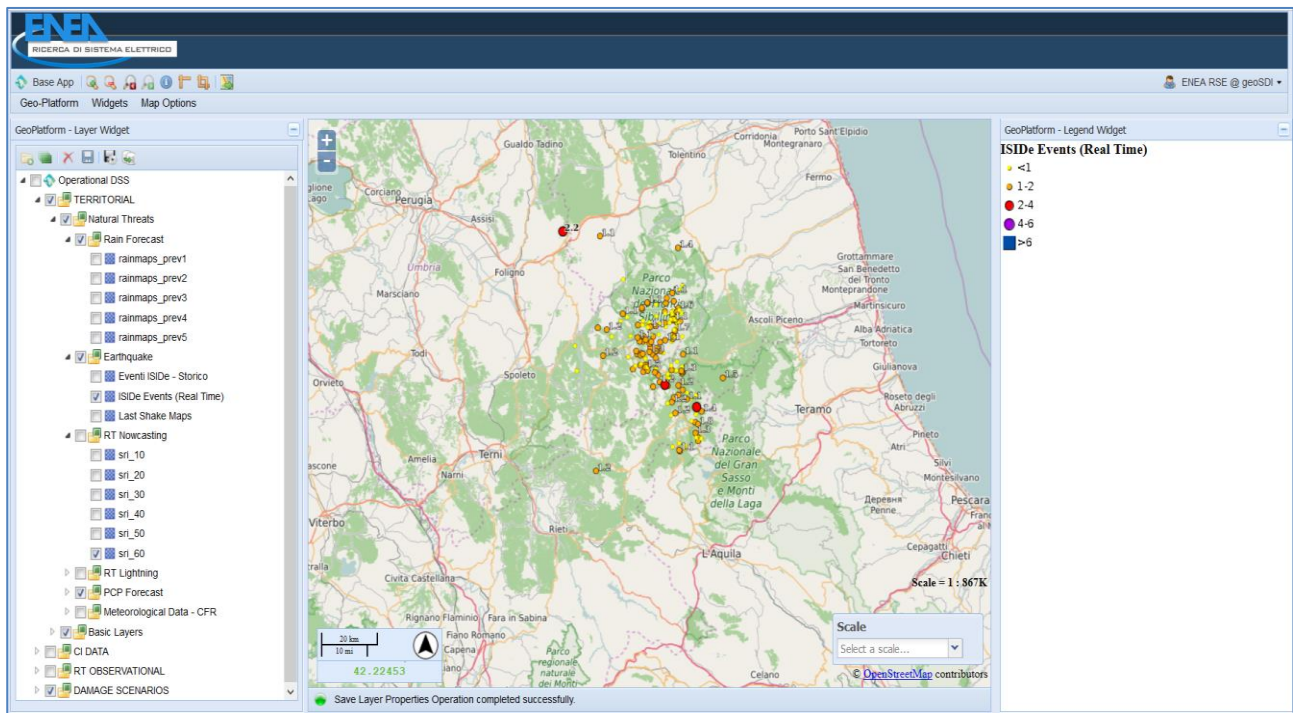 ENEA
RICERCA DI SISTEMA ELETTRICO
Base App
ENEA RSE @ geoSDI
Geo-Platform Widgets Map Options
GeoPlatform - Layer Widget
Operational DSS
TERRITORIAL
Natural Threats
Rain Forecast
rainmaps_prev1
rainmaps_prev2
rainmaps_prev3
rainmaps_prev4
rainmaps_prev5
Earthquake
Eventi ISIDe - Storico
ISIDe Events (Real Time)
Last Shake Maps
RT Nowcasting
sri_10
sri_20
sri_30
sri_40
sri_50
sri_60
RT Lightning
PCP Forecast
Meteorological Data - CFR
Basic Layers
CI DATA
RT OBSERVATIONAL
DAMAGE SCENARIOS
+
-
Gualdo Tadino
Corridonia
Porto Sant'Elpidio
Montegranaro
Tolentino
Fermo
Corciano
Perugia
Assisi
2.2
Umbria
Foligno
Marsciano
Parco
Grottammare
San Benedetto
del Tronto
Monteprandone
Martinsicuro
Ascoli Piceno
Alba Adriatica
Tortoreto
Giulianova
Todi
Spoleto
Orvieto
Roseto degli
Abruzzi
Teramo
Pineto
Atri
Silvi
Montesilvano
Parco
Nazionale
del Gran
Sasso
e Monti
della Laga
Amelia
Terni
Narni
Деревня
Penne
Pescara
Viterbo
Rieti
L'Aquila
Cepagatti
Chieti
Civita Castellana
Scale = 1 : 867K
Rignano Flaminio
Fara in Sabina
Fiano Romano
Capena
Parco
regionale
naturale
dei Monti
Celano
20 km
10 mi
42.22453
Scale
Select a scale...
© OpenStreetMap contributors
Save Layer Properties Operation completed successfully.
GeoPlatform - Legend Widget
ISIDe Events (Real Time)
<1
1-2
2-4
4-6
>6